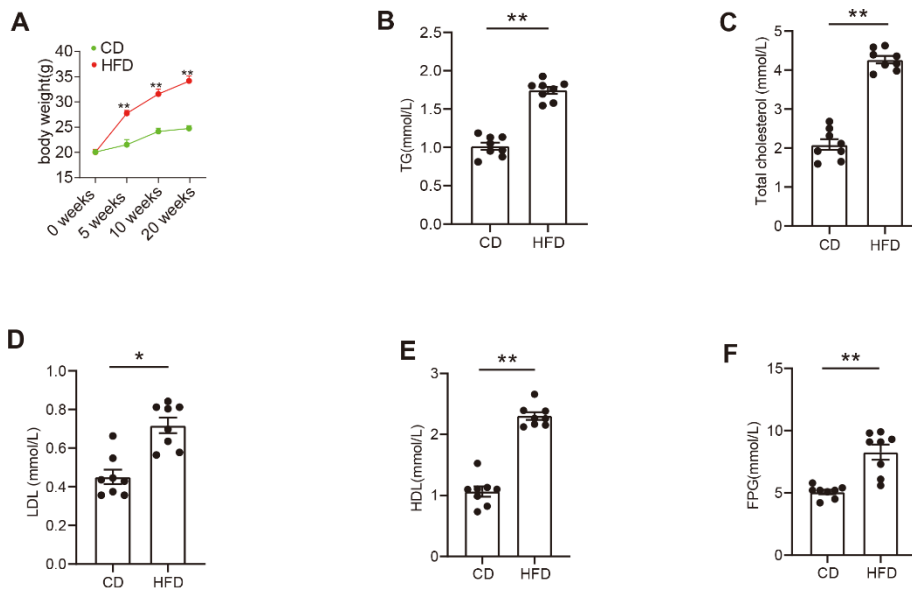 A
CD
HFD
body weight(g)
40
35
30
25
20
15
**
**
**
0 weeks
5 weeks
10 weeks
20 weeks
B
**
TG(mmol/L)
2.5
2.0
1.5
1.0
0.5
0.0
CD HFD
C
**
Total cholesterol (mmol/L)
5
4
3
2
1
0
CD HFD
D
*
LDL (mmol/L)
1.0
0.8
0.6
0.4
0.2
0.0
CD HFD
E
**
HDL(mmol/L)
3
2
1
0
CD HFD
F
**
FPG(mmol/L)
15
10
5
0
CD HFD